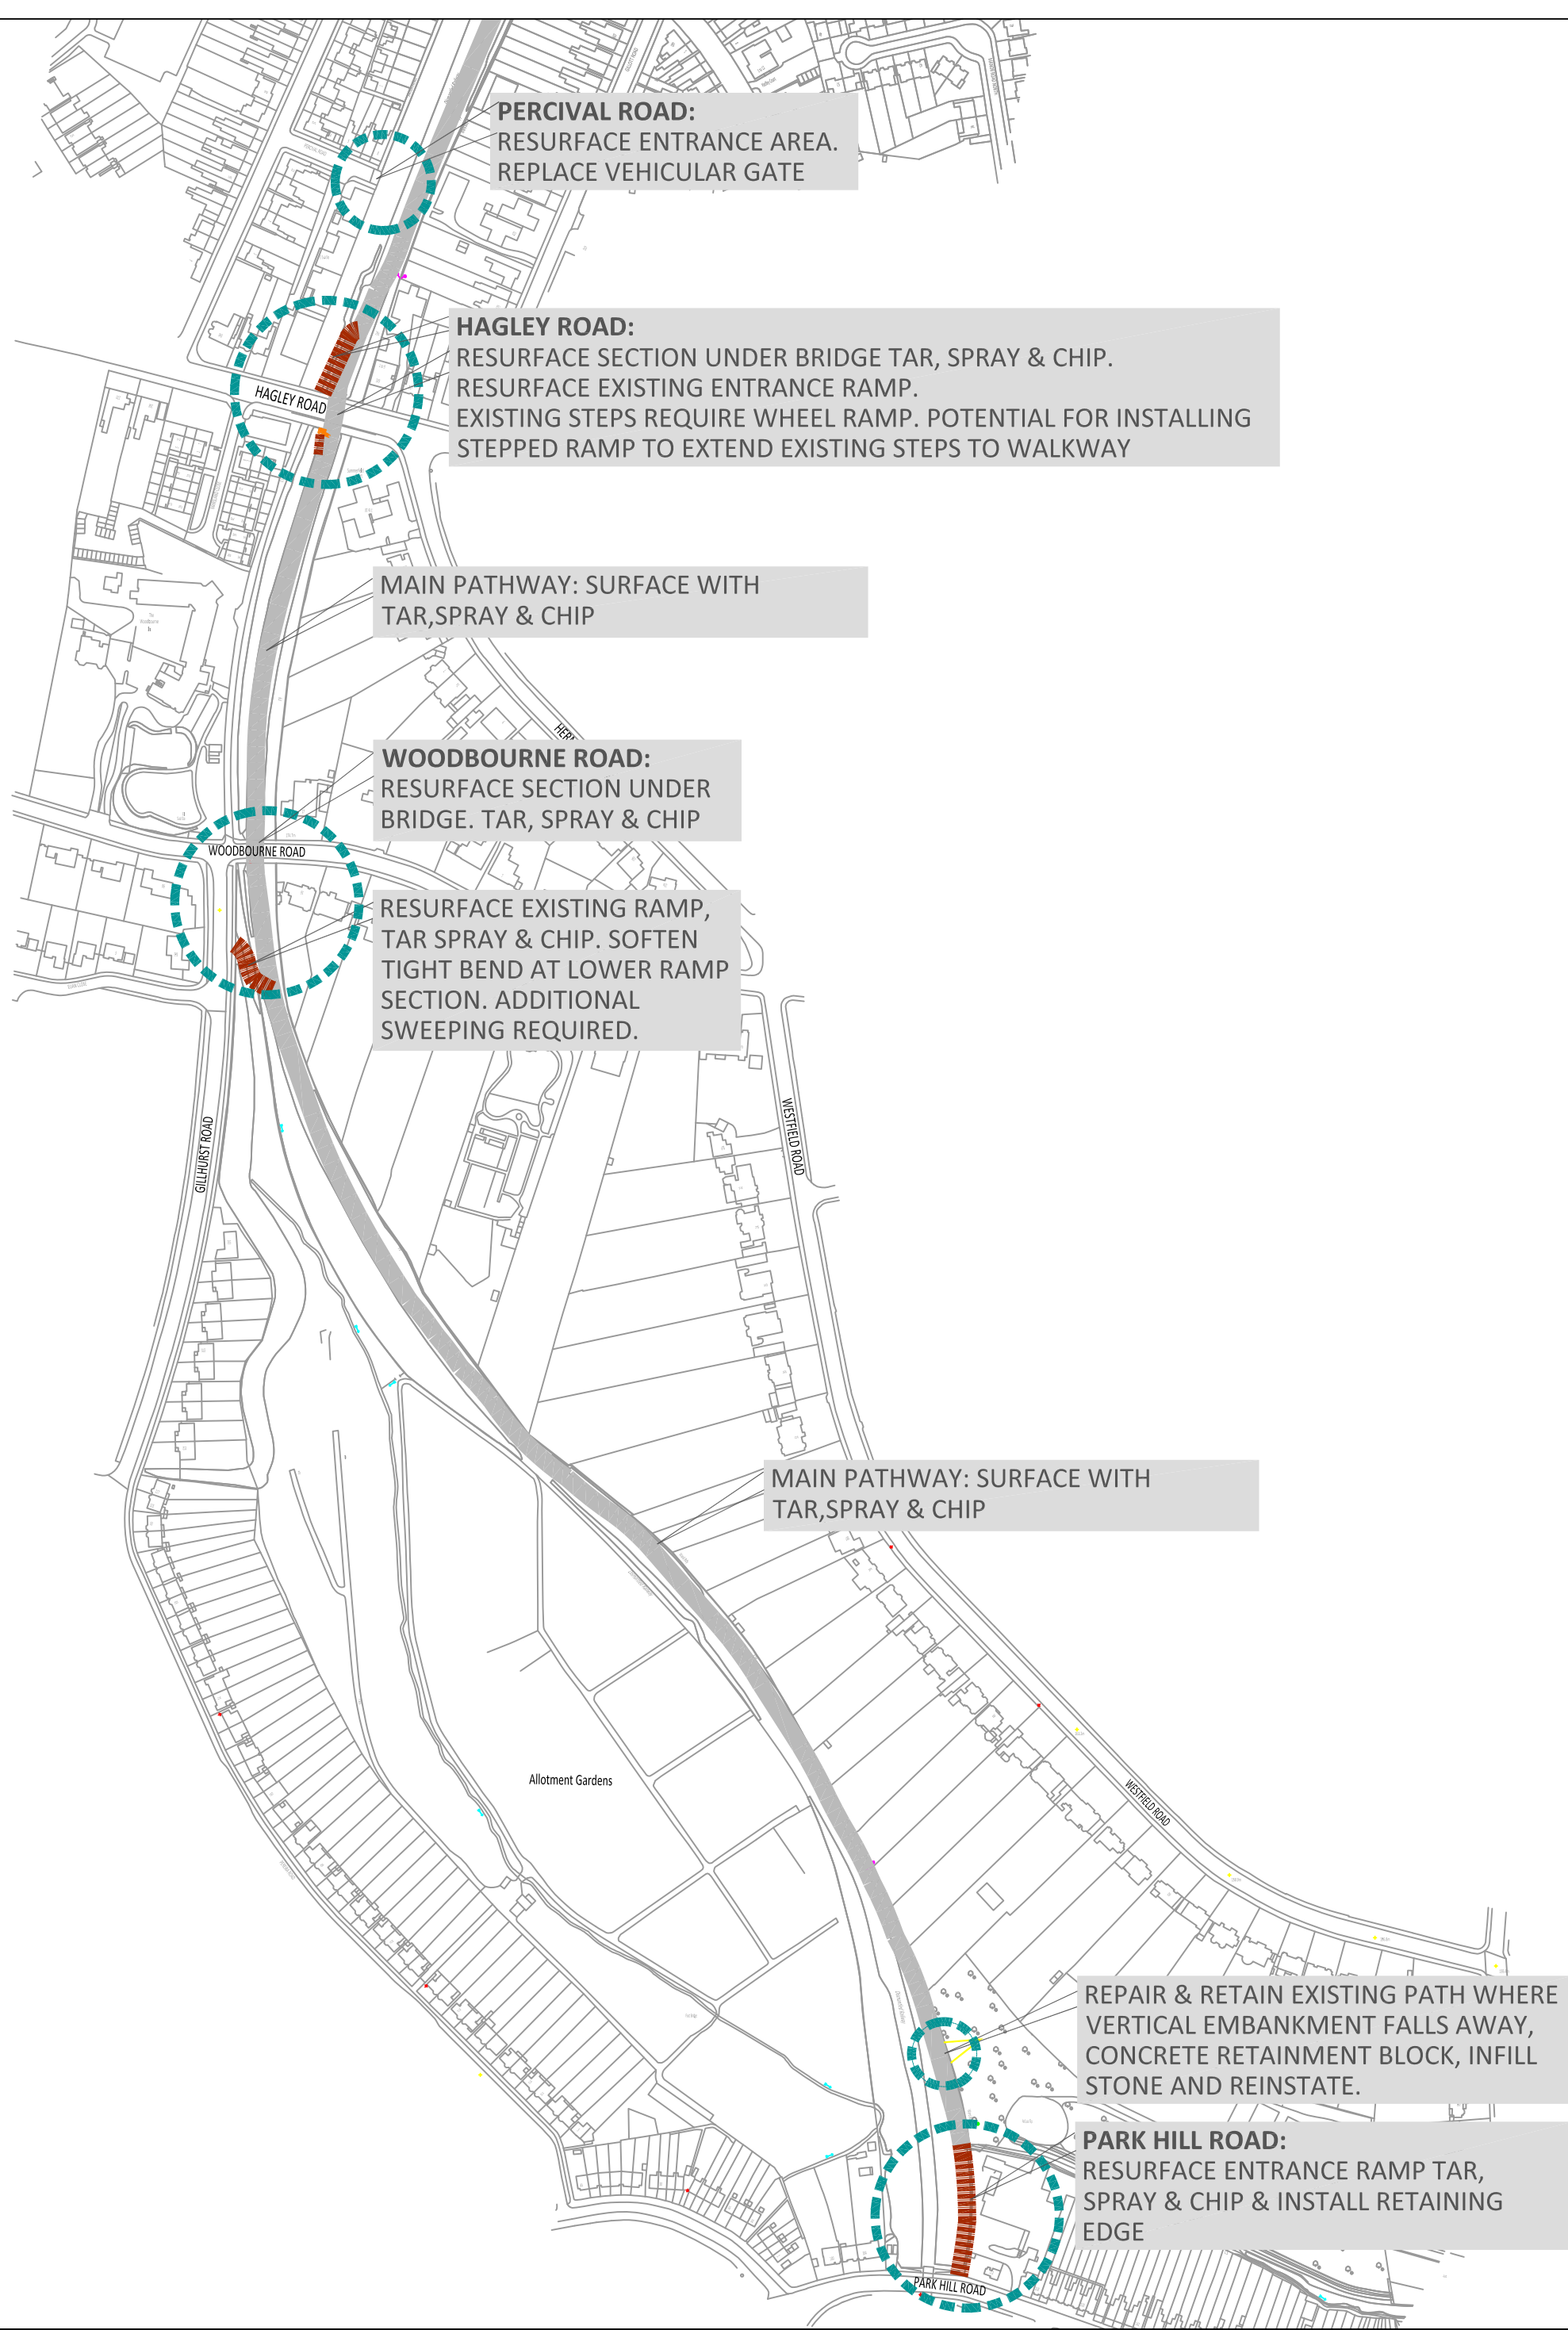 PERCIVAL ROAD:
RESURFACE ENTRANCE AREA.
REPLACE VEHICULAR GATE
HAGLEY ROAD:
RESURFACE SECTION UNDER BRIDGE TAR, SPRAY & CHIP.
RESURFACE EXISTING ENTRANCE RAMP.
EXISTING STEPS REQUIRE WHEEL RAMP. POTENTIAL FOR INSTALLING
STEPPED RAMP TO EXTEND EXISTING STEPS TO WALKWAY
HAGLEY ROAD
MAIN PATHWAY: SURFACE WITH
TAR,SPRAY & CHIP
WOODBOURNE ROAD:
RESURFACE SECTION UNDER
BRIDGE. TAR, SPRAY & CHIP
WOODBOURNE ROAD
RESURFACE EXISTING RAMP,
TAR SPRAY & CHIP. SOFTEN
TIGHT BEND AT LOWER RAMP
SECTION. ADDITIONAL
SWEEPING REQUIRED.
GILLHURST ROAD
WESTFIELD ROAD
MAIN PATHWAY: SURFACE WITH
TAR,SPRAY & CHIP
Allotment Gardens
WESTFIELD ROAD
REPAIR & RETAIN EXISTING PATH WHERE
VERTICAL EMBANKMENT FALLS AWAY,
CONCRETE RETAINMENT BLOCK, INFILL
STONE AND REINSTATE.
PARK HILL ROAD:
RESURFACE ENTRANCE RAMP TAR,
SPRAY & CHIP & INSTALL RETAINING
EDGE
PARK HILL ROAD